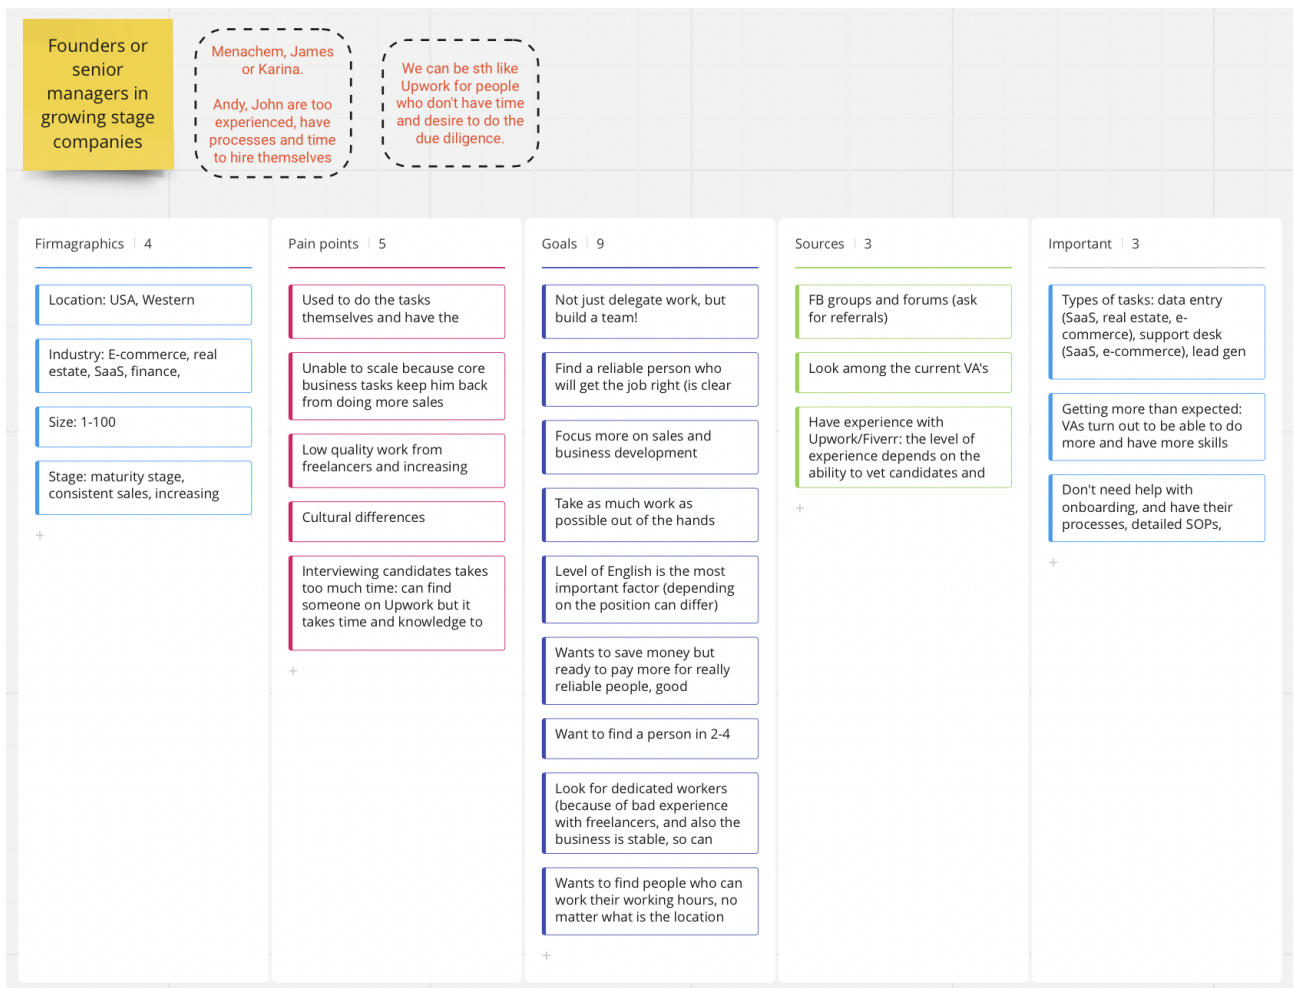 Founders or
senior
managers in
growing stage
companies
Menachem, James
or Karina.
Andy, John are too
experienced, have
processes and time
to hire themselves
We can be sth like
Upwork for people
who don't have time
and desire to do the
due diligence.
Firmagraphics 4
Location: USA, Western
Industry: E-commerce, real
estate, SaaS, finance,
Size: 1-100
Stage: maturity stage,
consistent sales, increasing
+
Pain points 5
Used to do the tasks
themselves and have the
Unable to scale because core
business tasks keep him back
from doing more sales
Low quality work from
freelancers and increasing
Cultural differences
Interviewing candidates takes
too much time: can find
someone on Upwork but it
takes time and knowledge to
+
Goals 9
Not just delegate work, but
build a team!
Find a reliable person who
will get the job right (is clear
Focus more on sales and
business development
Take as much work as
possible out of the hands
Level of English is the most
important factor (depending
on the position can differ)
Wants to save money but
ready to pay more for really
reliable people, good
Want to find a person in 2-4
Look for dedicated workers
(because of bad experience
with freelancers, and also the
business is stable, so can
Wants to find people who can
work their working hours, no
matter what is the location
+
Sources 3
FB groups and forums (ask
for referrals)
Look among the current VA's
Have experience with
Upwork/Fiverr: the level of
experience depends on the
ability to vet candidates and
+
Important 3
Types of tasks: data entry
(SaaS, real estate, e-
commerce), support desk
(SaaS, e-commerce), lead gen
Getting more than expected:
VAs turn out to be able to do
more and have more skills
Don't need help with
onboarding, and have their
processes, detailed SOPs,
+